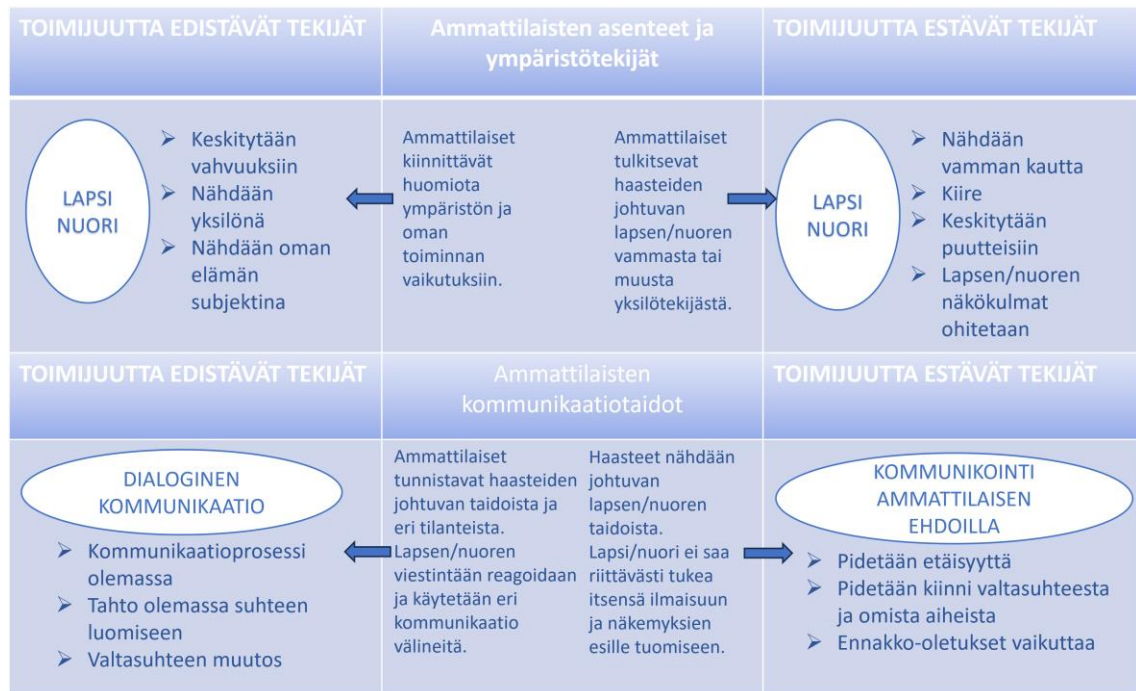 TOIMIJUUTTA EDISTÄVÄT TEKIJÄT
Ammattilaisten asenteet ja
ympäristötekijät
TOIMIJUUTTA ESTÄVÄT TEKIJÄT
LAPSI
NUORI
Keskitytään
vahvuuksiin
Nähdään
yksilönä
Nähdään oman
elämän
subjektina
Ammattilaiset
kiinnittävät
huomiota
ympäristön ja
oman
toiminnan
vaikutuksiin.
Ammattilaiset
tulkitsevat
haasteiden
johtuvan
lapsen/nuoren
vammasta tai
muusta
yksilötekijästä.
LAPSI
NUORI
Nähdään
vamman kautta
Kiire
Keskitytään
puutteisiin
Lapsen/nuoren
näkökulmat
ohitetaan
TOIMIJUUTTA EDISTÄVÄT TEKIJÄT
Ammattilaisten
kommunikaatiotaidot
TOIMIJUUTTA ESTÄVÄT TEKIJÄT
DIALOGINEN
KOMMUNIKAATIO
Kommunikaatioprosessi
olemassa
Tahto olemassa suhteen
luomiseen
Valtasuhteen muutos
Ammattilaiset
tunnistavat haasteiden
johtuvan taidoista ja
eri tilanteista.
Lapsen/nuoren
viestintään reagoidaan
ja käytetään eri
kommunikaatio
välineitä.
Haasteet nähdään
johtuvan
lapsen/nuoren
taidoista.
Lapsi/nuori ei saa
riittävästi tukea
itsensä ilmaisuun
ja näkemyksien
esille tuomiseen.
KOMMUNIKOINTI
AMMATTILAISEN
EHDOILLA
Pidetään etäisyyttä
Pidetään kiinni valtasuhteesta
ja omista aiheista
Ennakko-oletukset vaikuttaa